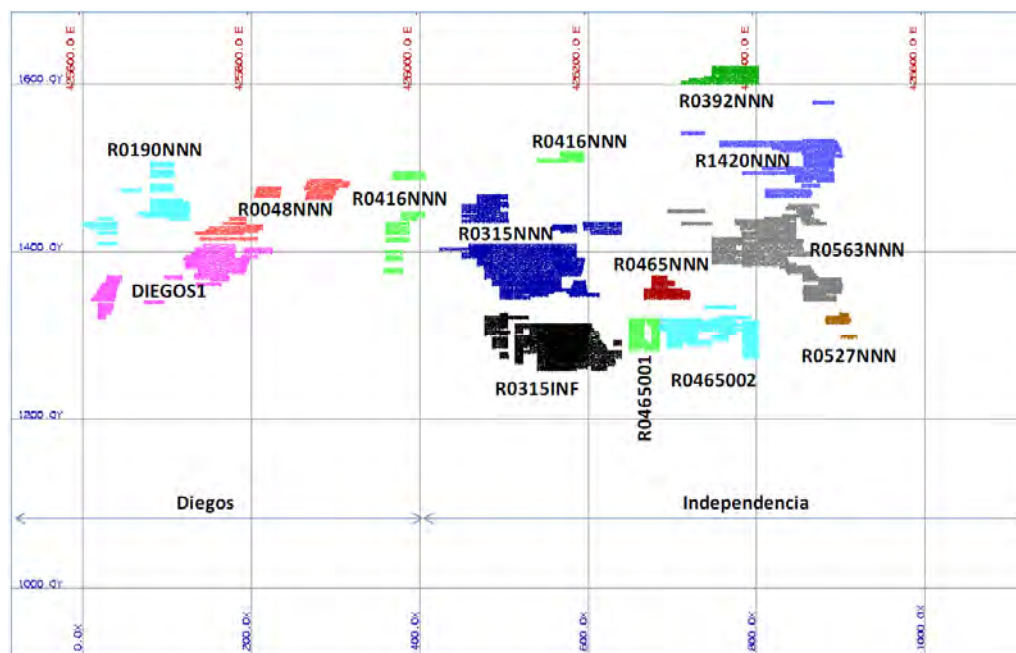 425600.0 E
425800.0 E
426000.0 E
426200.0 E
426600.0 E
1600.0Y
R0392NNN
R0190NNN
R0416NNN
R1420NNN
R0416NNN
R0048NNN
1400.0Y
R0315NNN
R0563NNN
R0465NNN
DIEGOS1
R0527NNN
R0315INF
R0465001
R0465002
1200.0Y
Diegos
Independencia
1000.0Y
0.0X
200.0X
400.0X
600.0X
800.0X
1000.0X